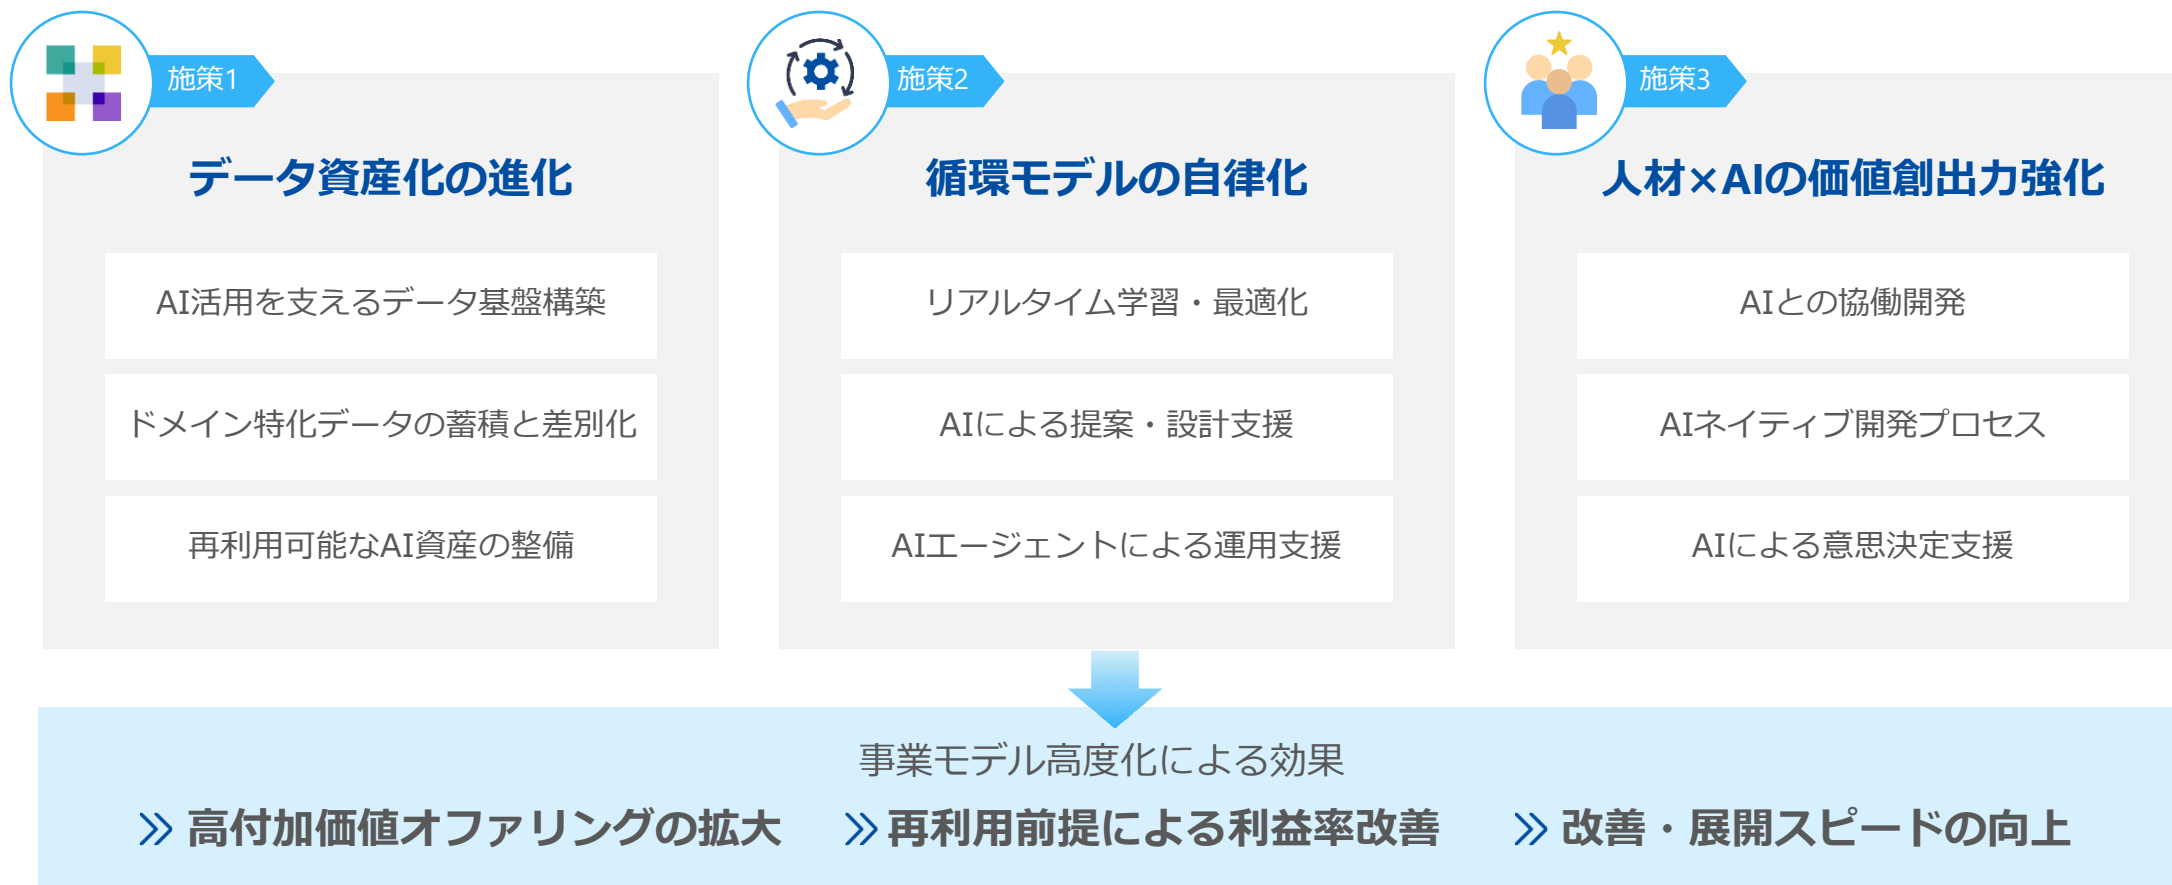 施策1
データ資産化の進化
AI活用を支えるデータ基盤構築
ドメイン特化データの蓄積と差別化
再利用可能なAI資産の整備
施策2
循環モデルの自律化
リアルタイム学習・最適化
AIによる提案・設計支援
AIエージェントによる運用支援
施策3
人材×AIの価値創出力強化
AIとの協働開発
AIネイティブ開発プロセス
AIによる意思決定支援
事業モデル高度化による効果
高付加価値オファリングの拡大
再利用前提による利益率改善
改善・展開スピードの向上